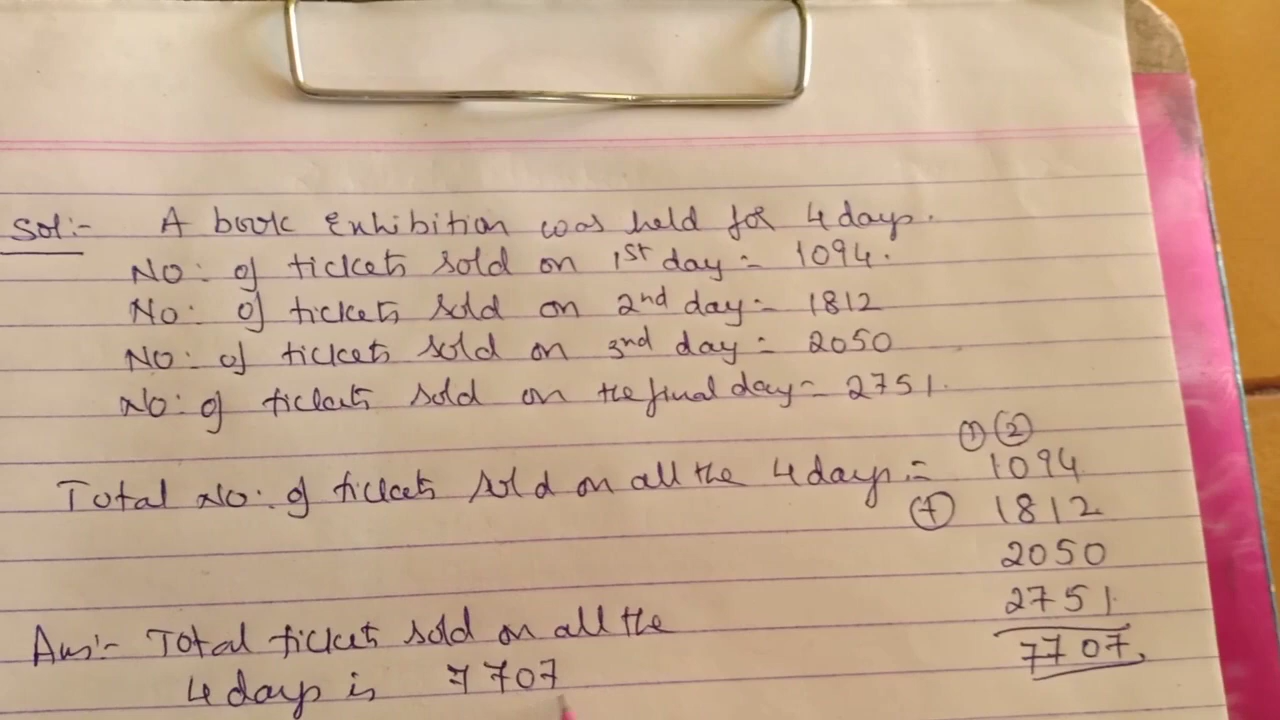 Sol:- A book Exhibition was held for 4 days.
No: of tickets sold on 1st day = 1094.
No: of tickets sold on 2nd day = 1812
No: of tickets sold on 3rd day = 2050
No: of tickets sold on the final day = 2751.
① ②
Total No: of tickets sold on all the 4 days = 1094
(+) 1812
2050
2751
7707.
Ans:- Total tickets sold on all the
4 days is 7707